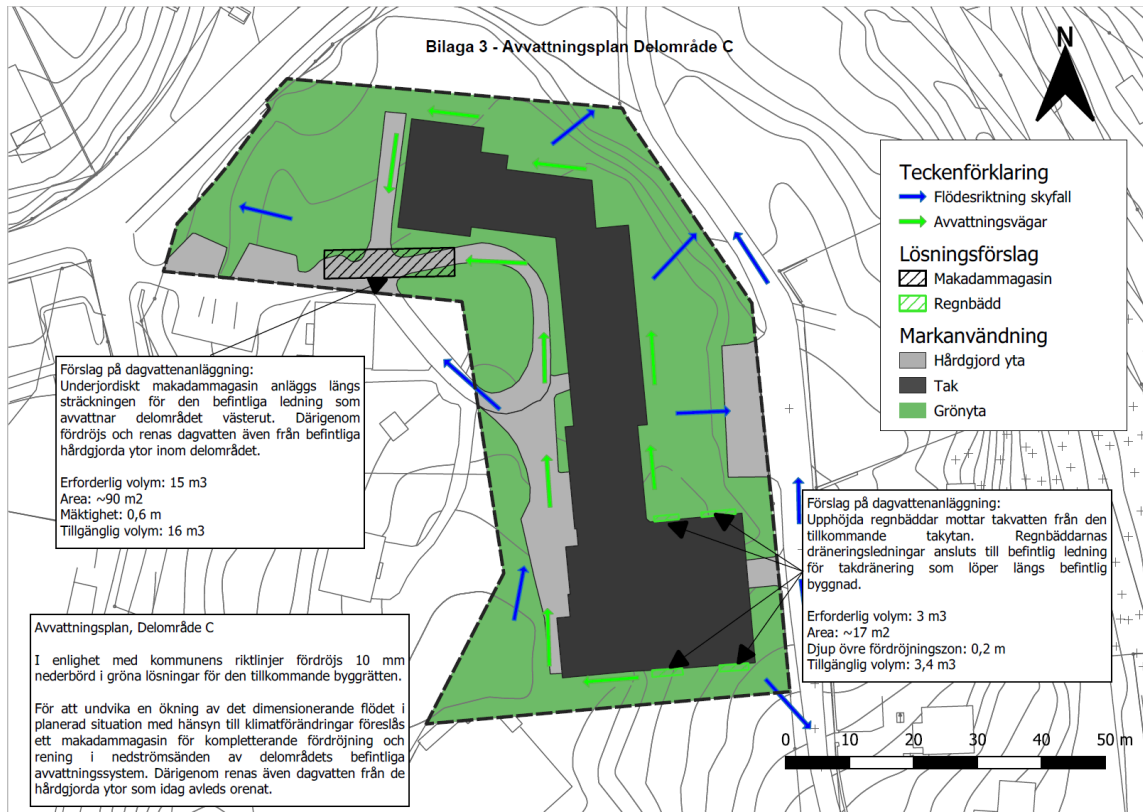 Bilaga 3 - Avvattningsplan Delområde C
N
Teckenförklaring
Flödesriktning skyfall
Avvattningsvägar
Lösningsförslag
Makadammagasin
Regnbädd
Markanvändning
Hårdgjord yta
Tak
Grönyta
Förslag på dagvattenanläggning:
Underjordiskt makadammagasin anläggs längs
sträckningen för den befintliga ledning som
avvattnar delområdet västerut. Därigenom
fördröjs och renas dagvatten även från befintliga
hårdgjorda ytor inom delområdet.
Erforderlig volym: 15 m3
Area: ~90 m2
Mäktighet: 0,6 m
Tillgänglig volym: 16 m3
Förslag på dagvattenanläggning:
Upphöjda regnbäddar mottar takvatten från den
tillkommande takytan. Regnbäddarnas
dräneringsledningar ansluts till befintlig ledning
för takdränering som löper längs befintlig
byggnad.
Erforderlig volym: 3 m3
Area: ~17 m2
Djup övre fördröjningszon: 0,2 m
Tillgänglig volym: 3,4 m3
Avvattningsplan, Delområde C
I enlighet med kommunens riktlinjer fördröjs 10 mm
nederbörd i gröna lösningar för den tillkommande byggrätten.
För att undvika en ökning av det dimensionerande flödet i
planerad situation med hänsyn till klimatförändringar föreslås
ett makadammagasin för kompletterande fördröjning och
rening i nedströmsänden av delområdets befintliga
avvattningssystem. Därigenom renas även dagvatten från de
hårdgjorda ytor som idag avleds orenat.
0 10 20 30 40 50 m